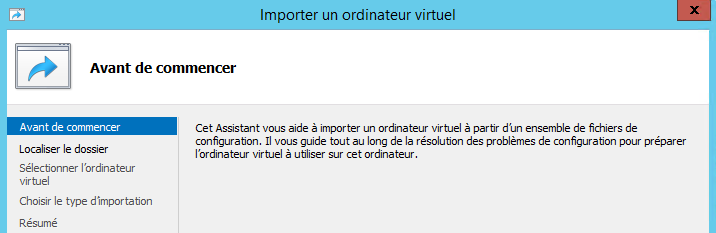 Importer un ordinateur virtuel
x
Avant de commencer
Avant de commencer
Localiser le dossier
Sélectionner l'ordinateur
virtuel
Choisir le type d'importation
Résumé
Cet Assistant vous aide à importer un ordinateur virtuel à partir d'un ensemble de fichiers de
configuration. Il vous guide tout au long de la résolution des problèmes de configuration pour préparer
l'ordinateur virtuel à utiliser sur cet ordinateur.